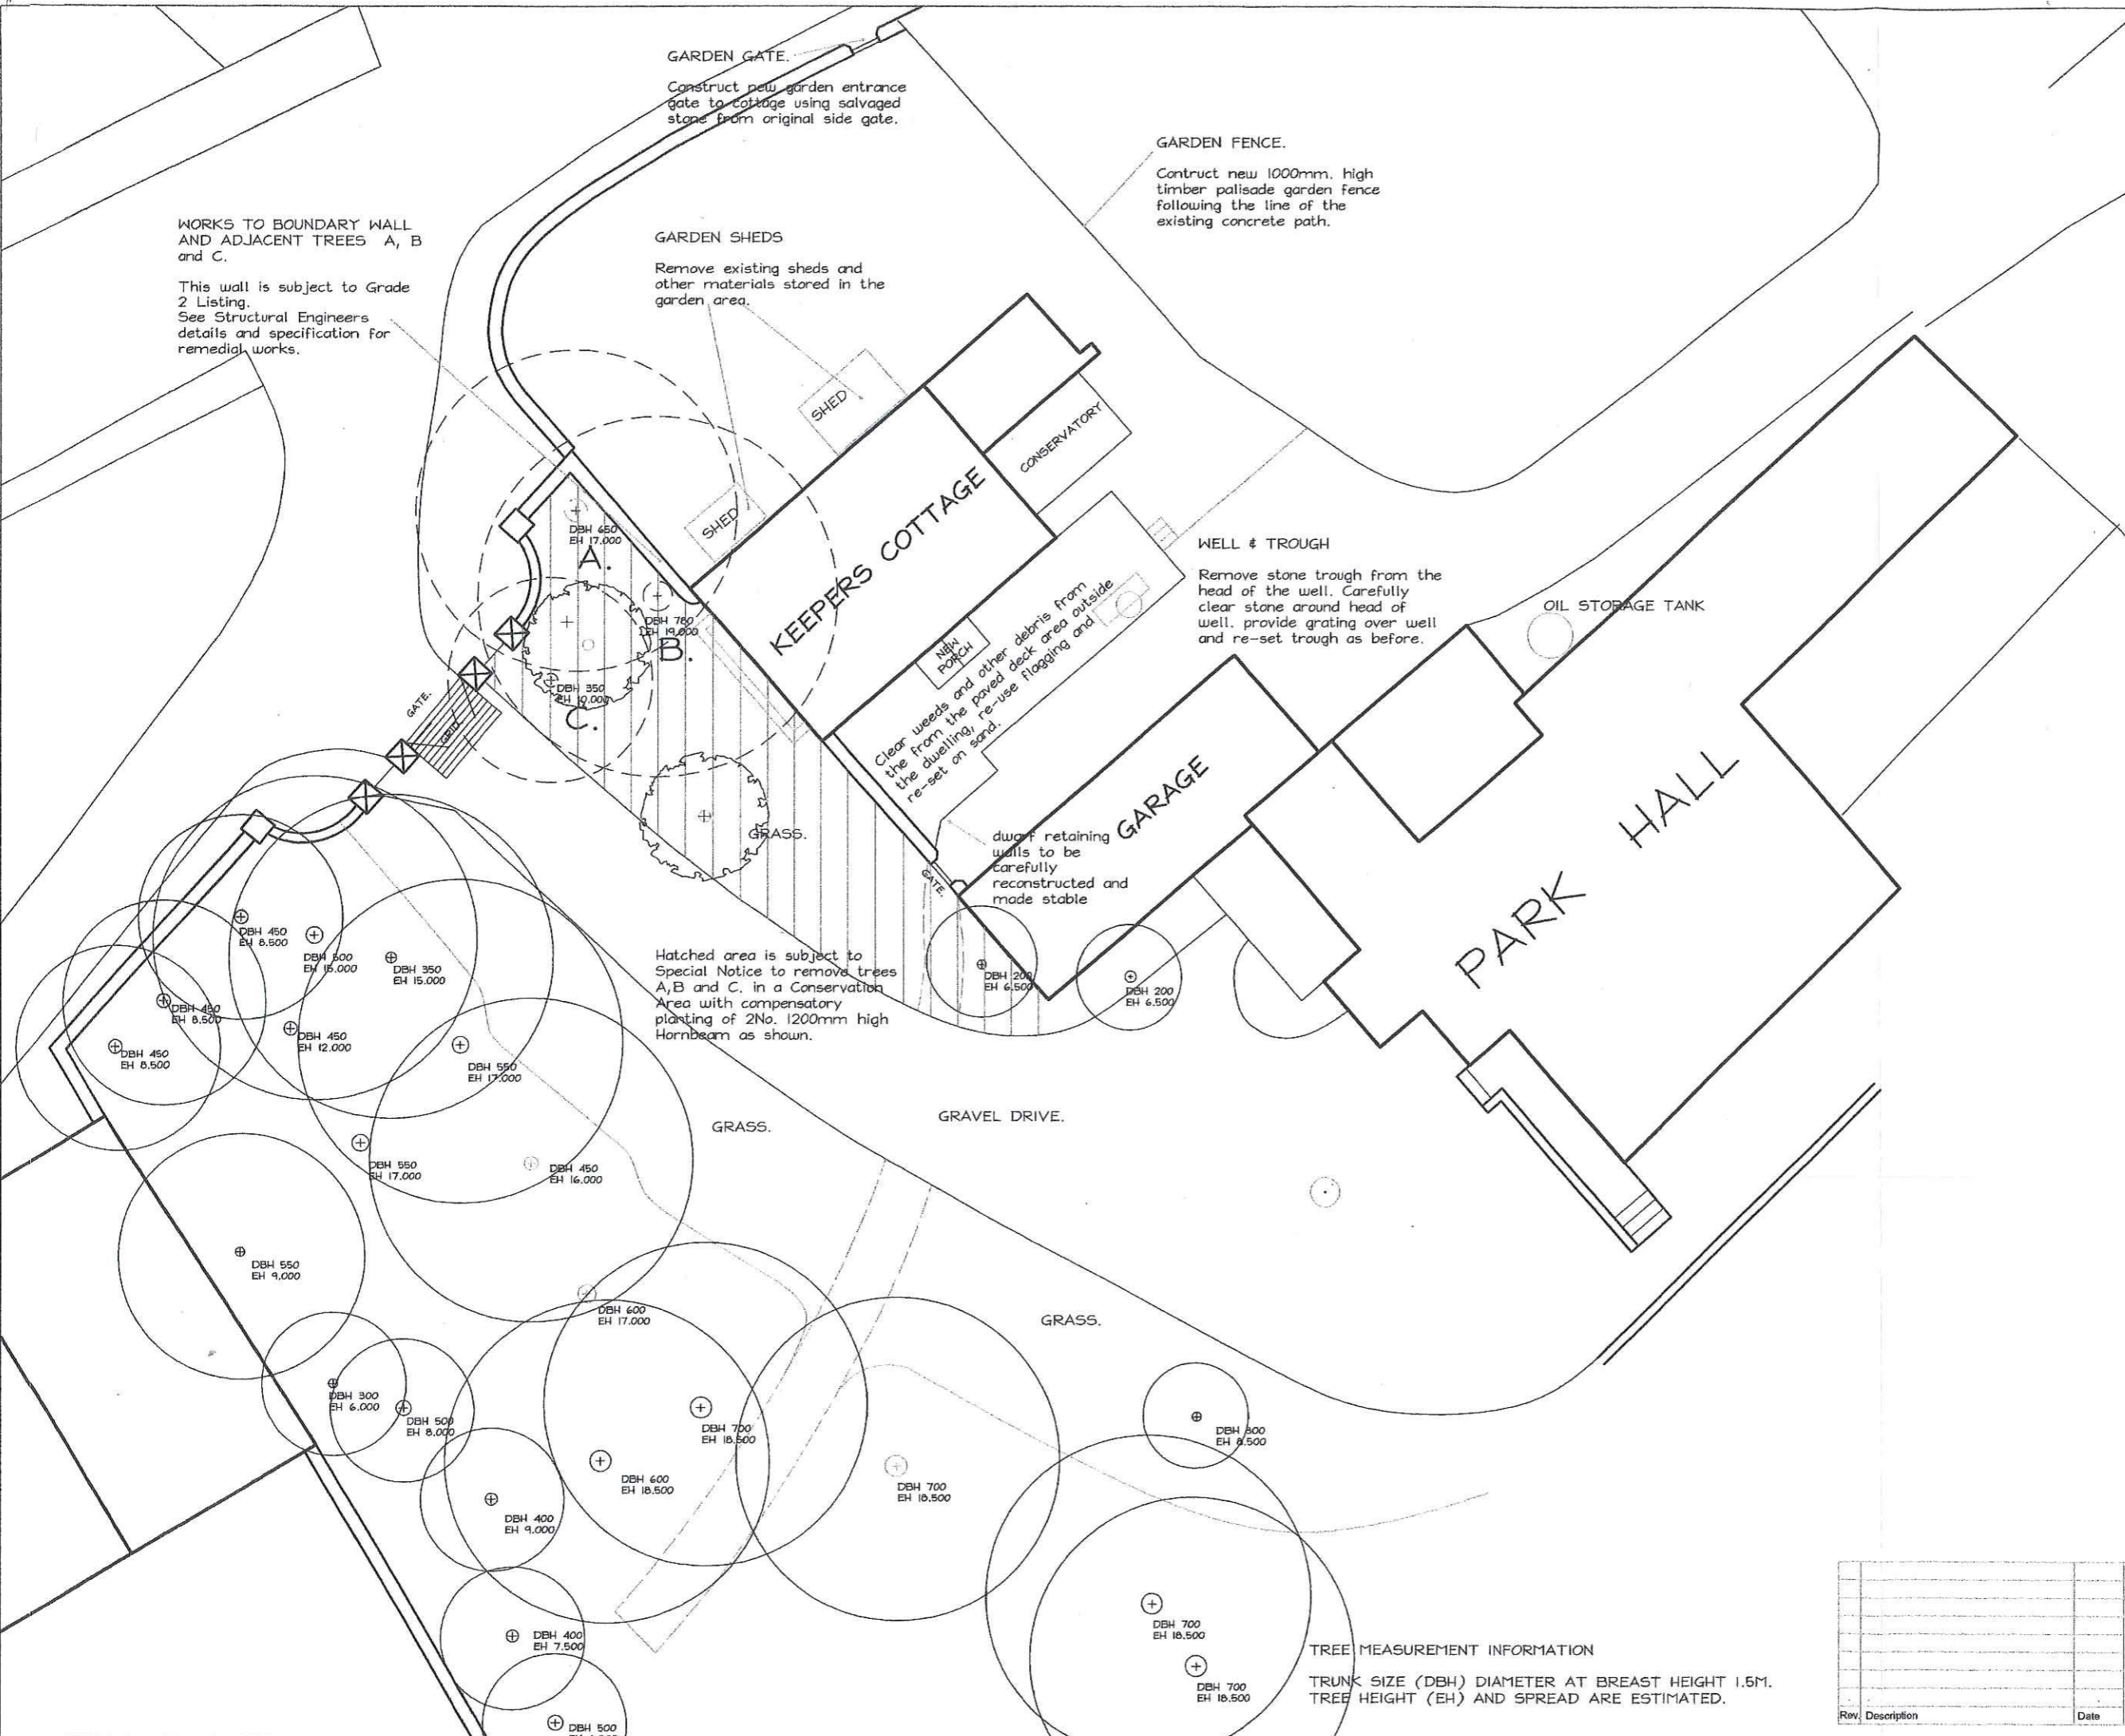 GARDEN GATE.
Construct new garden entrance
gate to cottage using salvaged
stone from original side gate.
GARDEN FENCE.
Contruct new 1000mm. high
timber palisade garden fence
following the line of the
existing concrete path.
WORKS TO BOUNDARY WALL
AND ADJACENT TREES A, B
and C.
This wall is subject to Grade
2 Listing.
See Structural Engineers
details and specification for
remedial works.
GARDEN SHEDS
Remove existing sheds and
other materials stored in the
garden area.
SHED
SHED
CONSERVATORY
KEEPERS COTTAGE
NEW
PORCH
WELL & TROUGH
Remove stone trough from the
head of the well. Carefully
clear stone around head of
well. provide grating over well
and re-set trough as before.
OIL STORAGE TANK
Clear weeds and other debris from
the from the paved deck area outside
the dwelling, re-use flagging and
re-set on sand.
DBH 650
EH 17.000
A.
DBH 780
EH 19.000
B.
DBH 350
EH 10.000
C.
GATE.
GRID
GRASS.
GATE.
dwarf retaining
walls to be
carefully
reconstructed and
made stable
GARAGE
PARK HALL
DBH 450
EH 8.500
DBH 500
EH 15.000
DBH 350
EH 15.000
DBH 450
EH 8.500
DBH 450
EH 12.000
DBH 450
EH 8.500
DBH 550
EH 17.000
DBH 550
EH 17.000
DBH 450
EH 16.000
Hatched area is subject to
Special Notice to remove trees
A,B and C. in a Conservation
Area with compensatory
planting of 2No. 1200mm high
Hornbeam as shown.
DBH 200
EH 6.500
DBH 200
EH 6.500
GRASS.
GRAVEL DRIVE.
DBH 550
EH 9.000
DBH 600
EH 17.000
GRASS.
DBH 300
EH 6.000
DBH 500
EH 8.000
DBH 700
EH 18.500
DBH 600
EH 18.500
DBH 700
EH 18.500
DBH 300
EH 8.500
DBH 400
EH 9.000
DBH 400
EH 7.500
DBH 700
EH 18.500
DBH 700
EH 18.500
DBH 500
TREE MEASUREMENT INFORMATION
TRUNK SIZE (DBH) DIAMETER AT BREAST HEIGHT 1.5M.
TREE HEIGHT (EH) AND SPREAD ARE ESTIMATED.
Rev. Description Date